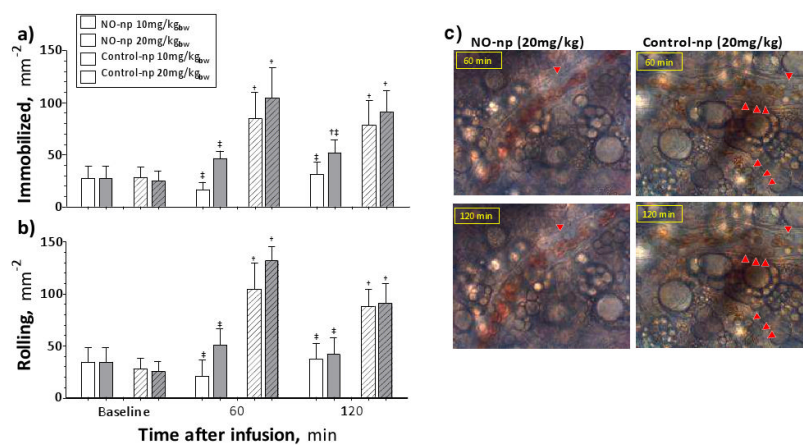 NO-np 10mg/kgbw
NO-np 20mg/kgbw
Control-np 10mg/kgbw
Control-np 20mg/kgbw
a)
Immobilized, mm-2
150
100
50
0
‡
‡
†
†
‡
†‡
†
†
b)
Rolling, mm-2
150
100
50
0
‡
‡
†
†
‡
‡
†
†
Baseline
60
120
Time after infusion, min
c)
NO-np (20mg/kg)
Control-np (20mg/kg)
60 min
60 min
120 min
120 min